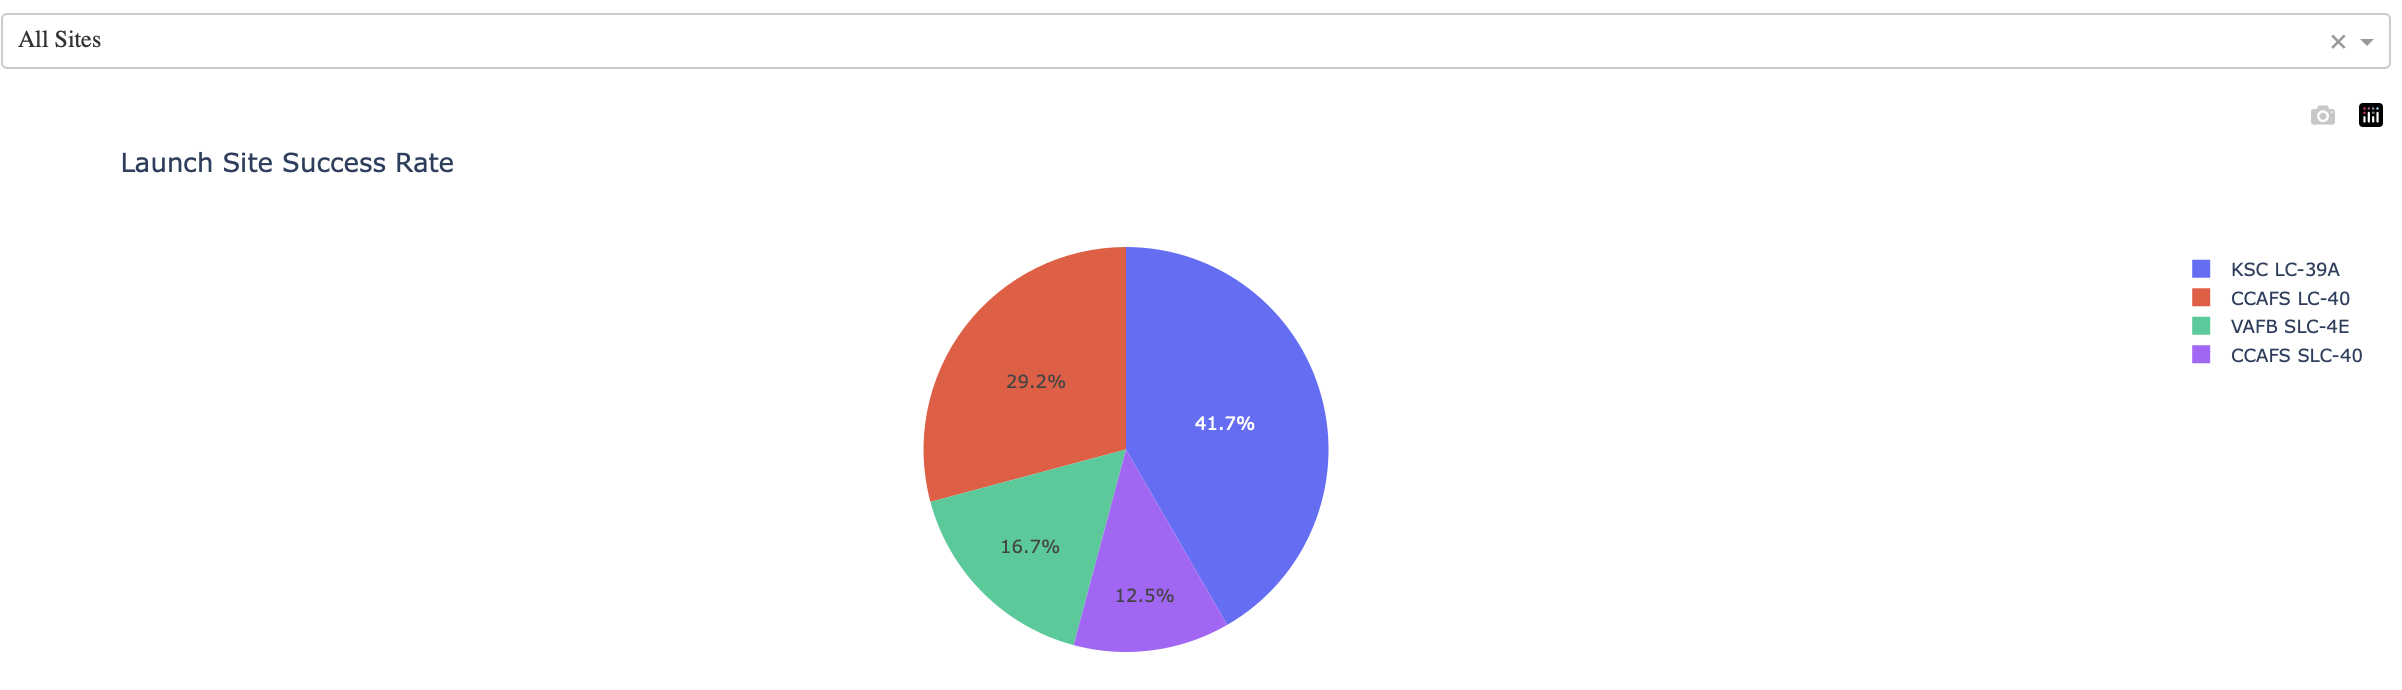 All Sites
Launch Site Success Rate
KSC LC-39A
CCAFS LC-40
VAFB SLC-4E
CCAFS SLC-40
29.2%
41.7%
16.7%
12.5%